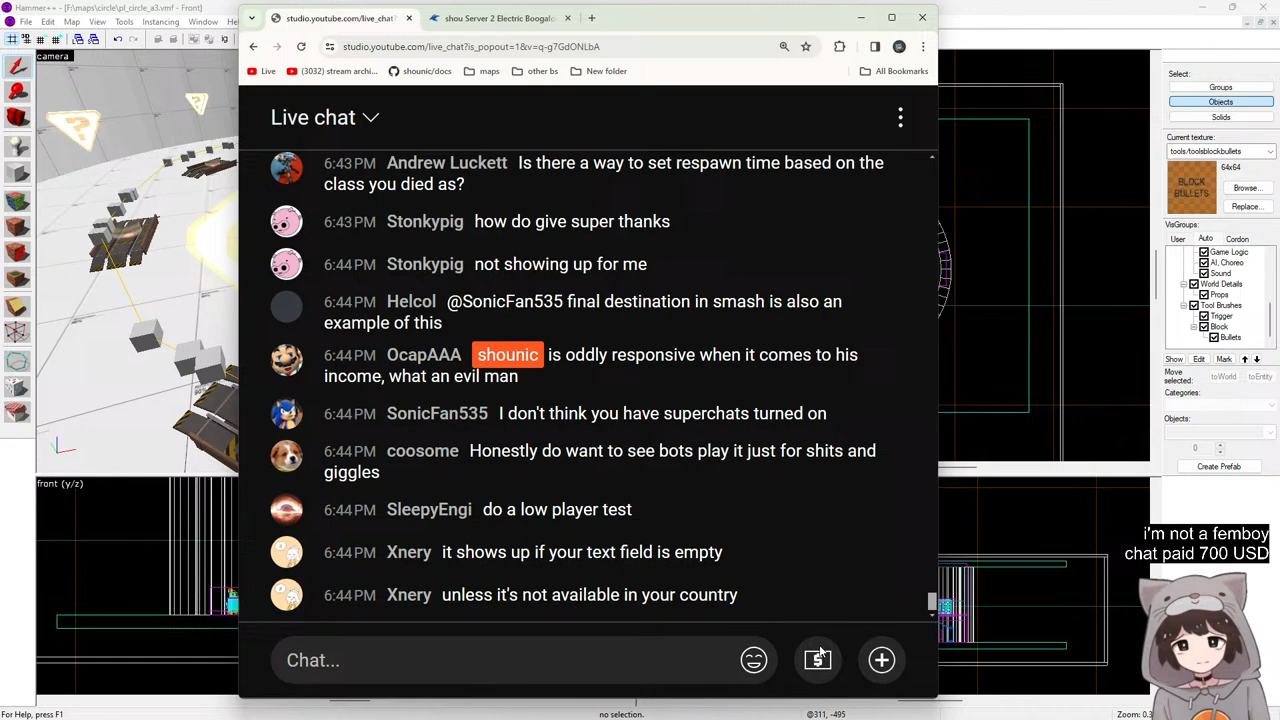 Hammer++ - [F:\maps\circle\pl_circle_a3.vmf - Front]
File Edit Map View Tools Instancing Window
studio.youtube.com/live_chat?
shou Server 2 Electric Boogalo
studio.youtube.com/live_chat?is_popout=1&v=q-g7GdONLbA
Live
(3032) stream archi...
shounic/docs
maps
other bs
New folder
All Bookmarks
camera
Live chat
6:43 PM Andrew Luckett Is there a way to set respawn time based on the
class you died as?
6:43 PM Stonkypig how do give super thanks
6:44 PM Stonkypig not showing up for me
6:44 PM Helcol @SonicFan535 final destination in smash is also an
example of this
6:44 PM OcapAAA shounic is oddly responsive when it comes to his
income, what an evil man
6:44 PM SonicFan535 I don't think you have superchats turned on
6:44 PM coosome Honestly do want to see bots play it just for shits and
giggles
6:44 PM SleepyEngi do a low player test
6:44 PM Xnery it shows up if your text field is empty
6:44 PM Xnery unless it's not available in your country
Chat...
Select:
Groups
Objects
Solids
Current texture:
tools/toolsblockbullets
64x64
BLOCK
BULLETS
Browse...
Replace...
VisGroups:
User Auto Cordon
Game Logic
AI, Choreo
Sound
World Details
Props
Tool Brushes
Trigger
Block
Bullets
Show Edit Mark
Move
selected:
toWorld
toEntity
Categories:
Objects:
0
Create Prefab
front (y/z)
i'm not a femboy
chat paid 700 USD
For Help, press F1
no selection.
@311, -495
Zoom: 0.3